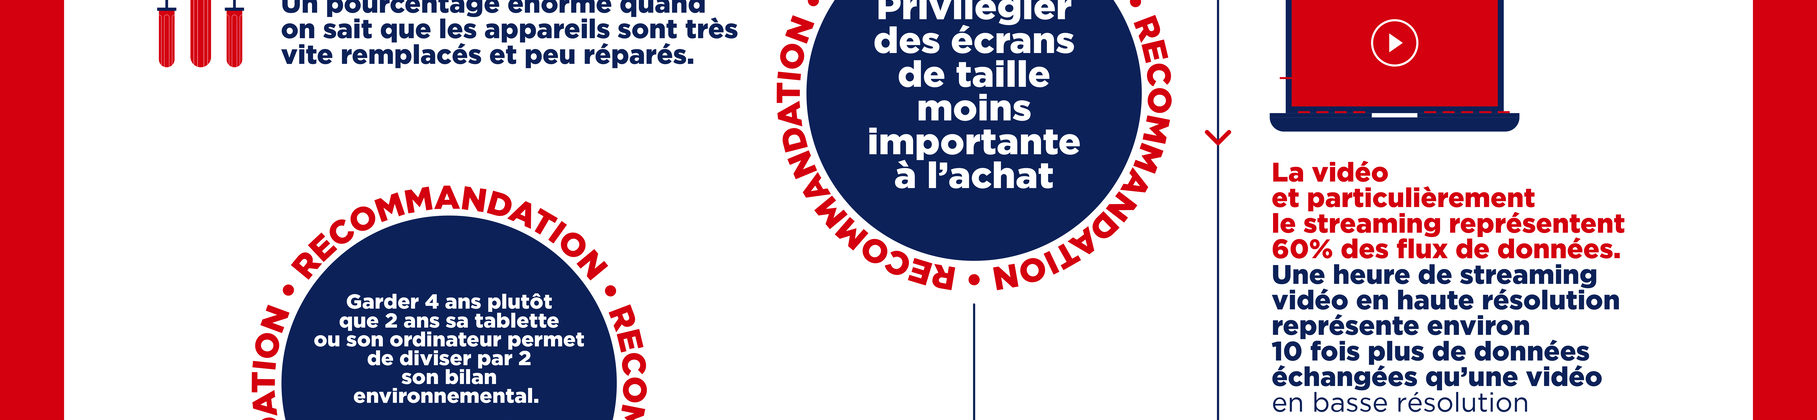 Un pourcentage énorme quand
on sait que les appareils sont très
vite remplacés et peu réparés.
RECOMMANDATION • RECOMMANDATION •
Privilégier
des écrans
de taille
moins
importante
à l’achat
RECOMMANDATION • RECOM
DATION •
Garder 4 ans plutôt
que 2 ans sa tablette
ou son ordinateur permet
de diviser par 2
son bilan
environnemental.
La vidéo
et particulièrement
le streaming représentent
60% des flux de données.
Une heure de streaming
vidéo en haute résolution
représente environ
10 fois plus de données
échangées qu’une vidéo
en basse résolution